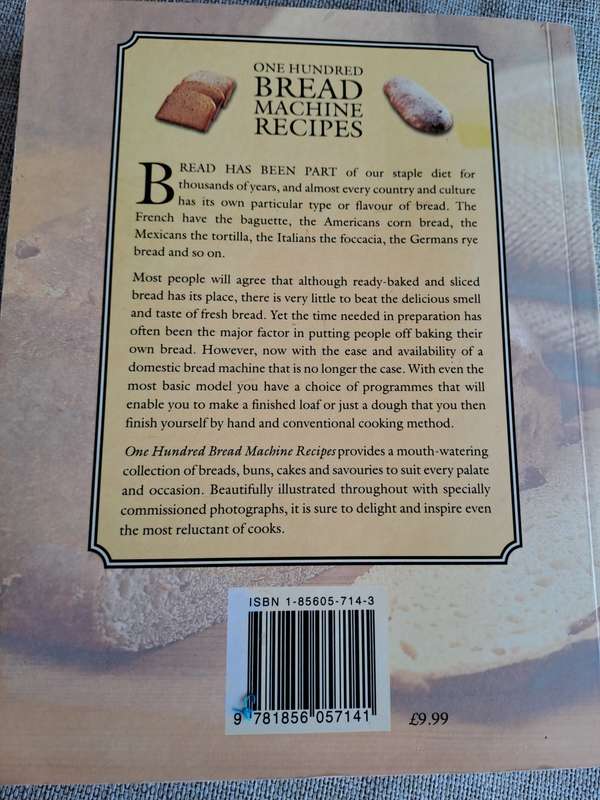 ONE HUNDRED
BREAD
MACHINE
RECIPES
BREAD HAS BEEN PART of our staple diet for
thousands of years, and almost every country and culture
has its own particular type or flavour of bread. The
French have the baguette, the Americans corn bread, the
Mexicans the tortilla, the Italians the foccacia, the Germans rye
bread and so on.
Most people will agree that although ready-baked and sliced
bread has its place, there is very little to beat the delicious smell
and taste of fresh bread. Yet the time needed in preparation has
often been the major factor in putting people off baking their
own bread. However, now with the ease and availability of a
domestic bread machine that is no longer the case. With even the
most basic model you have a choice of programmes that will
enable you to make a finished loaf or just a dough that you then
finish yourself by hand and conventional cooking method.
One Hundred Bread Machine Recipes provides a mouth-watering
collection of breads, buns, cakes and savouries to suit every palate
and occasion. Beautifully illustrated throughout with specially
commissioned photographs, it is sure to delight and inspire even
the most reluctant of cooks.
ISBN 1-85605-714-3
9 781856 057141
£9.99